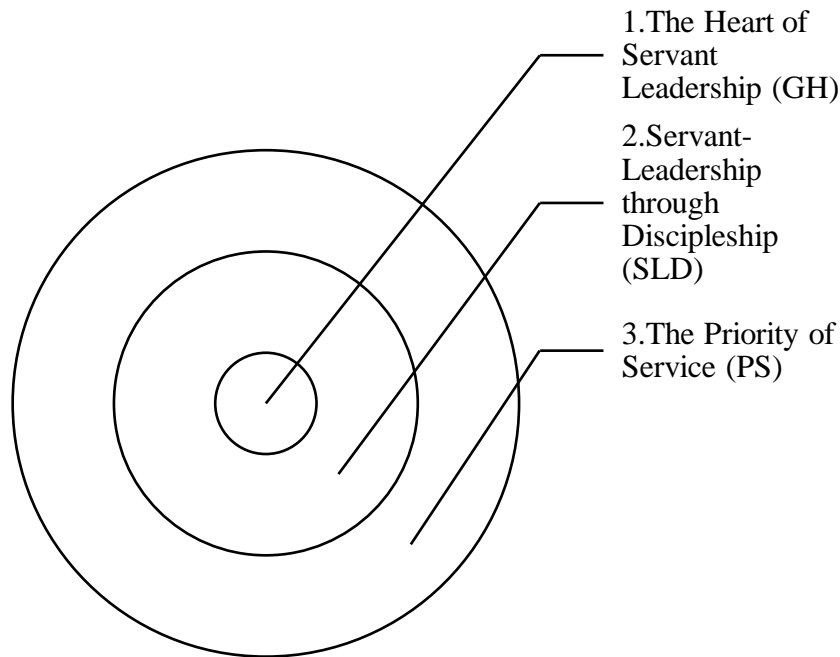 1.The Heart of
Servant
Leadership (GH)
2.Servant-
Leadership
through
Discipleship
(SLD)
3.The Priority of
Service (PS)